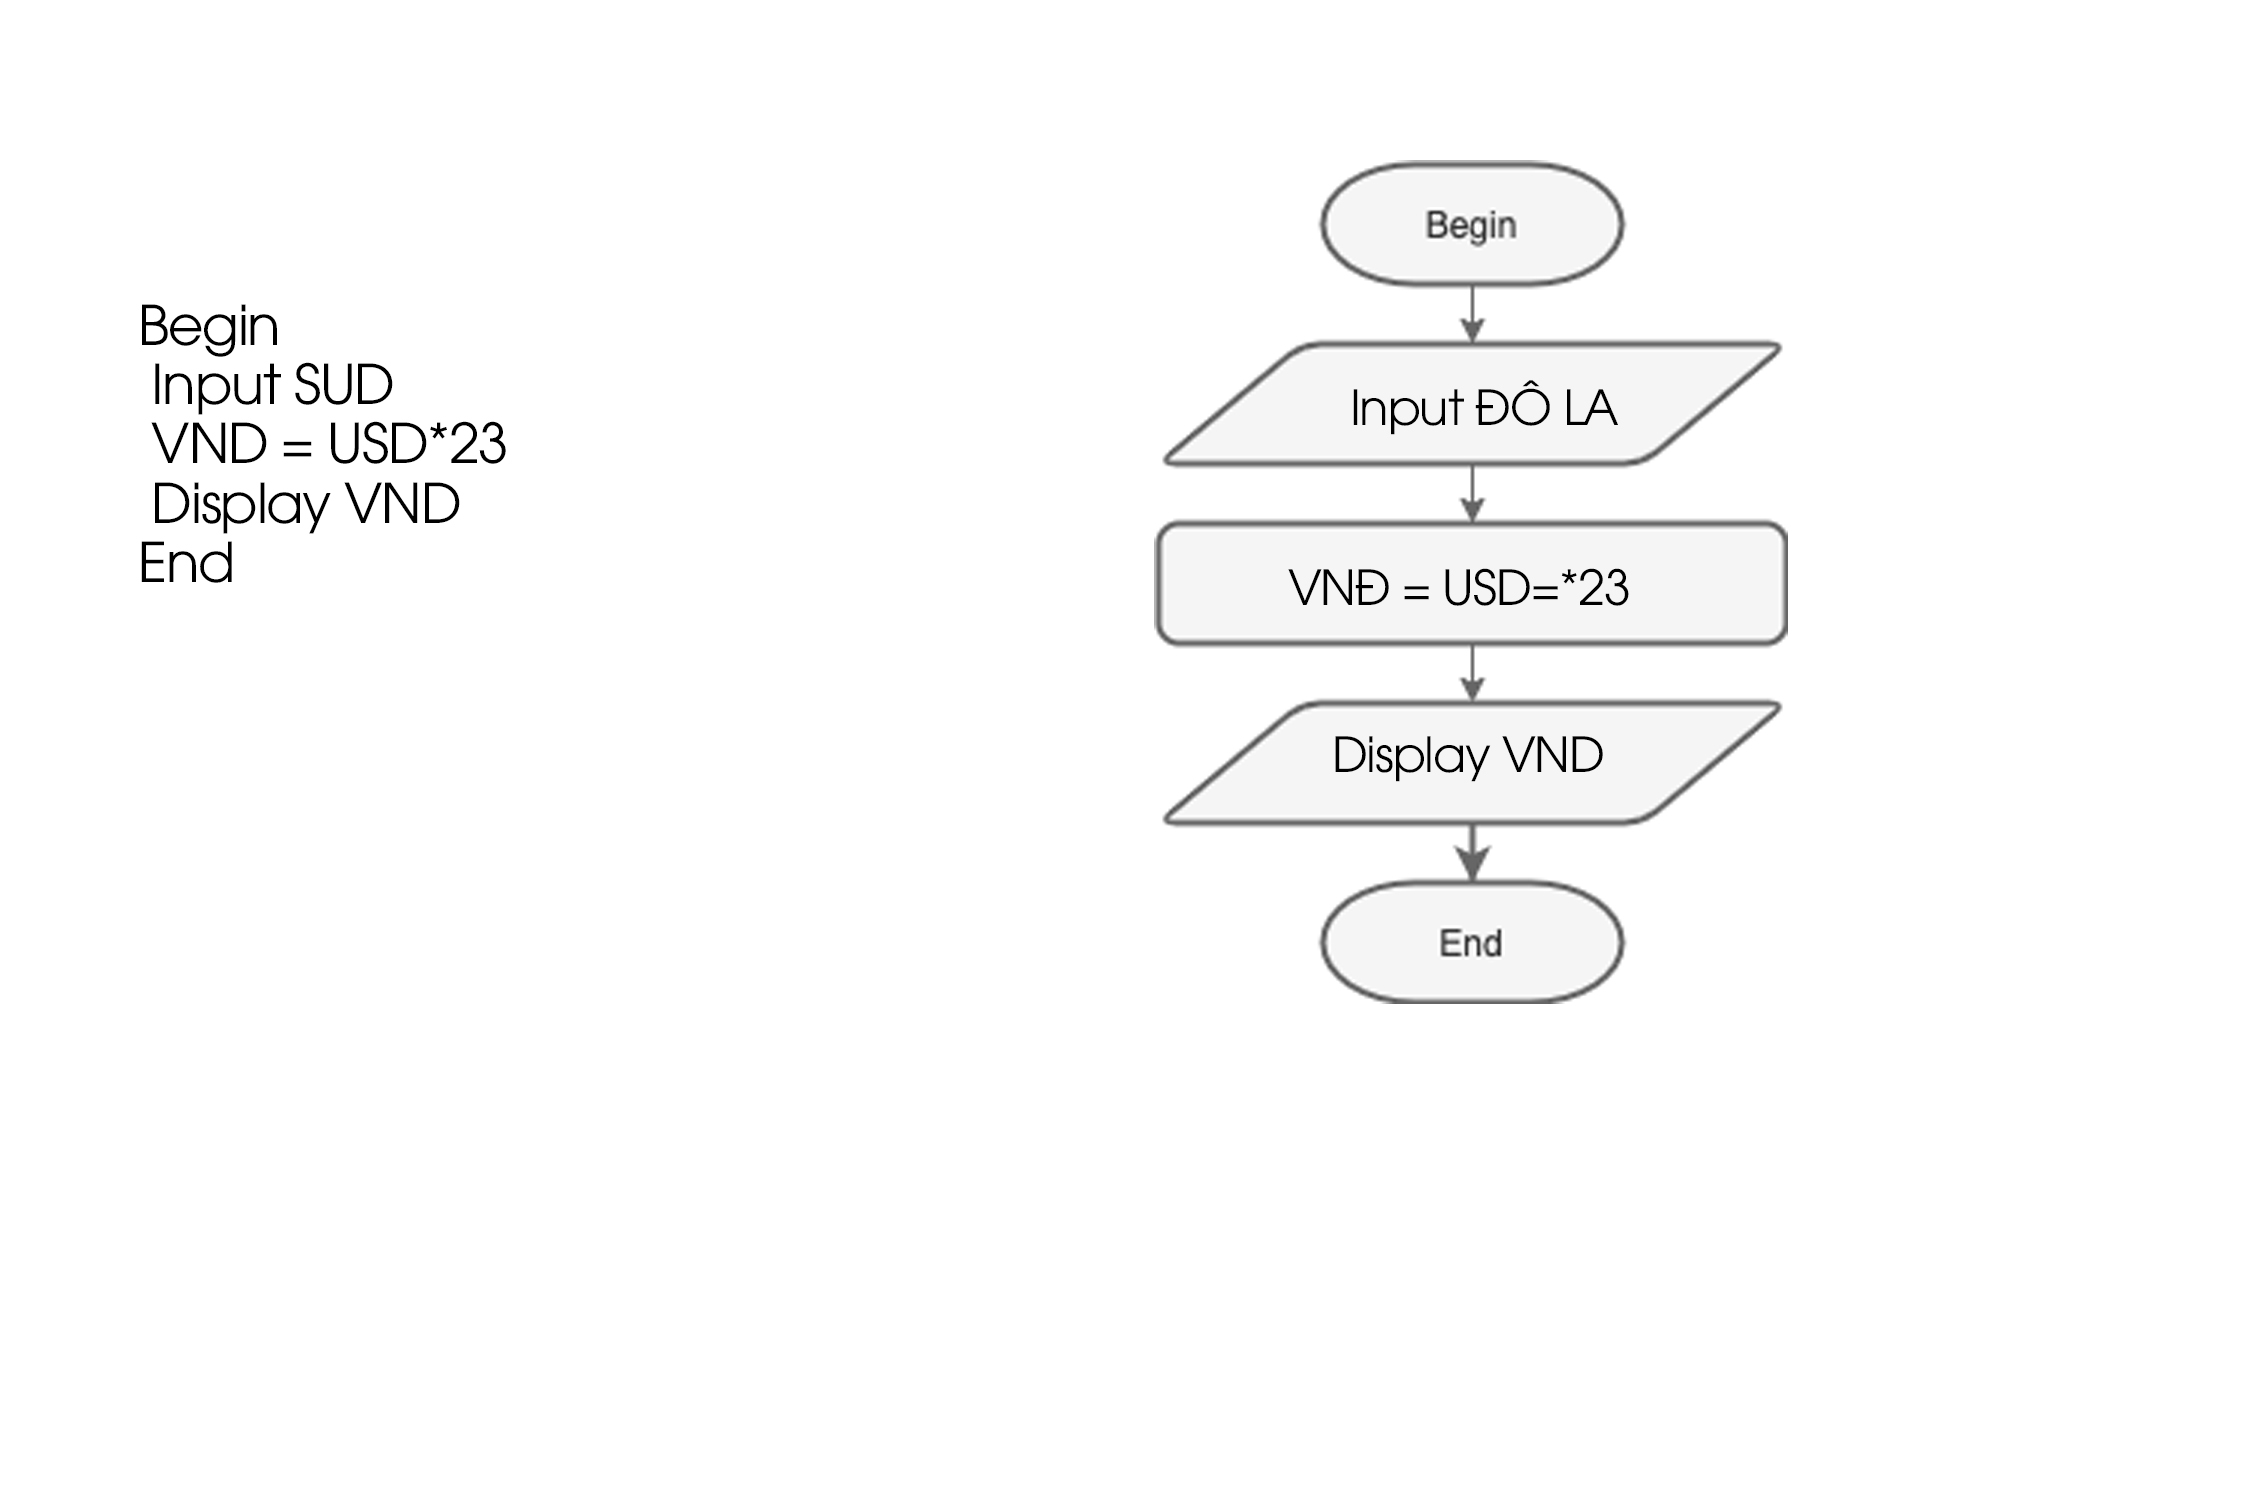 Begin
Input SUD
VND = USD*23
Display VND
End
Begin
Input ĐÔ LA
VNĐ = USD=*23
Display VND
End